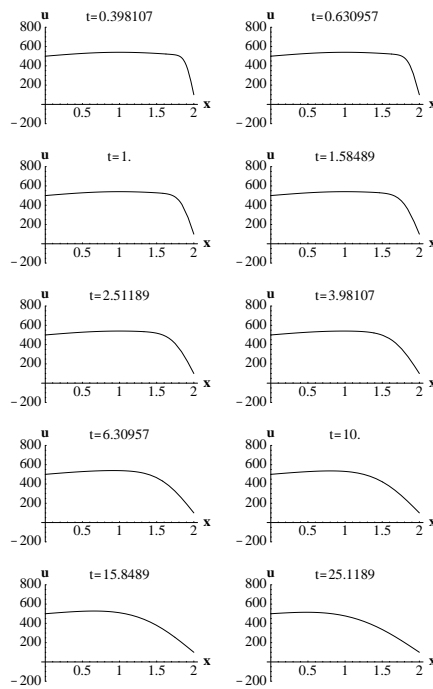 u t=0.398107
800
600
400
200
x
0.5 1 1.5 2
−200
u t=0.630957
800
600
400
200
x
0.5 1 1.5 2
−200
u t=1.
800
600
400
200
x
0.5 1 1.5 2
−200
u t=1.58489
800
600
400
200
x
0.5 1 1.5 2
−200
u t=2.51189
800
600
400
200
x
0.5 1 1.5 2
−200
u t=3.98107
800
600
400
200
x
0.5 1 1.5 2
−200
u t=6.30957
800
600
400
200
x
0.5 1 1.5 2
−200
u t=10.
800
600
400
200
x
0.5 1 1.5 2
−200
u t=15.8489
800
600
400
200
x
0.5 1 1.5 2
−200
u t=25.1189
800
600
400
200
x
0.5 1 1.5 2
−200